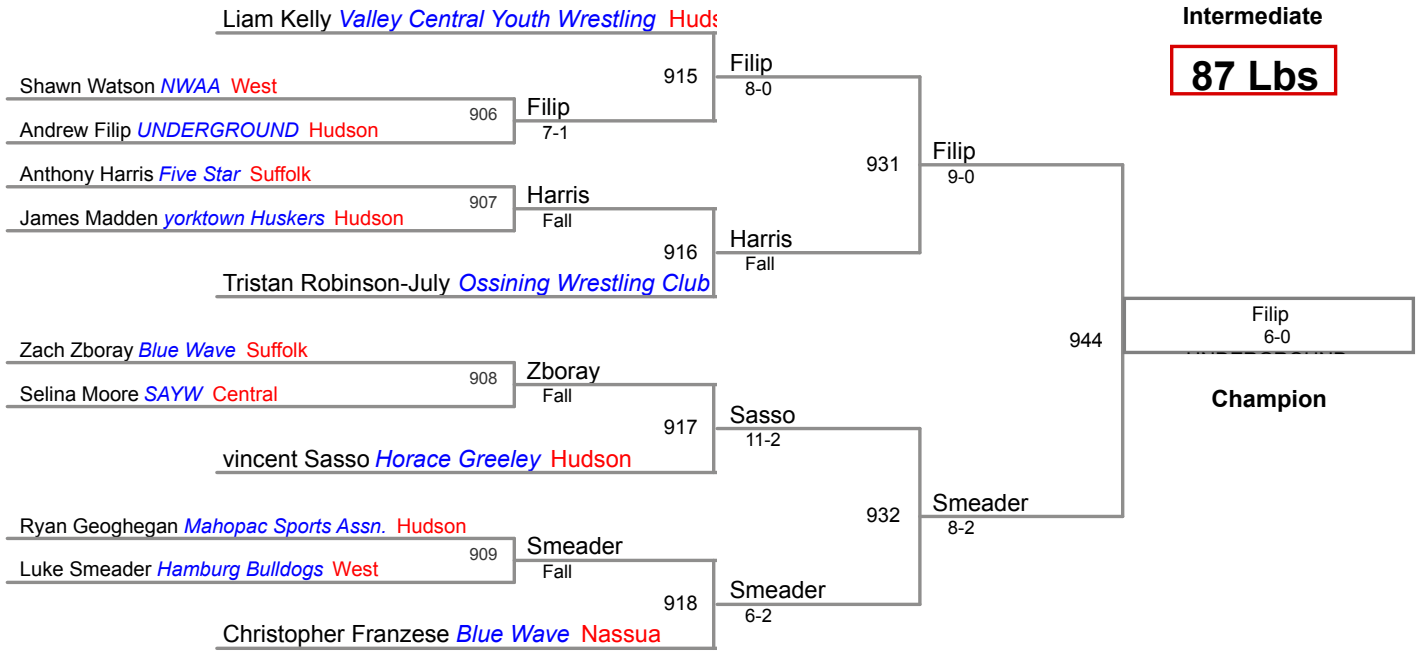 Liam Kelly Valley Central Youth Wrestling
Intermediate
87 Lbs
915
Filip
8-0
Shawn Watson NWAA West
906
Filip
7-1
Andrew Filip UNDERGROUND Hudson
931
Filip
9-0
Anthony Harris Five Star Suffolk
907
Harris
Fall
James Madden yorktown Huskers Hudson
916
Harris
Fall
Tristan Robinson-July Ossining Wrestling Club
944
Filip
6-0
Champion
Zach Zboray Blue Wave Suffolk
908
Zboray
Fall
Selina Moore SAYW Central
917
Sasso
11-2
vincent Sasso Horace Greeley Hudson
932
Smeader
8-2
Ryan Geoghegan Mahopac Sports Assn. Hudson
909
Smeader
Fall
Luke Smeader Hamburg Bulldogs West
918
Smeader
6-2
Christopher Franzese Blue Wave Nassua